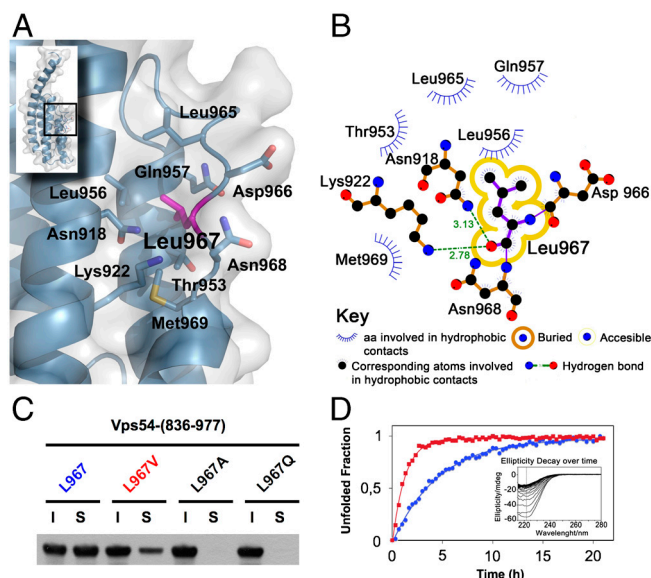 A
Leu965
Gln957
Asp966
Leu956
Asn918
Leu967
Asn968
Lys922
Thr953
Met969
B
Gln957
Leu965
Thr953
Leu956
Asn918
Lys922
Asp 966
3.13
Leu967
2.78
Met969
Asn968
Key
aa involved in hydrophobic contacts
Buried
Accesible
Corresponding atoms involved
in hydrophobic contacts
Hydrogen bond
C
Vps54-(836-977)
L967 L967V L967A L967Q
I S I S I S I S
D
Unfolded Fraction
1
0,5
0
0 5 10 15 20
Time (h)
Ellipticity Decay over time
Ellipticity/mdeg
0
-20
-40
-60
220 240 260 280
Wavelenght/nm